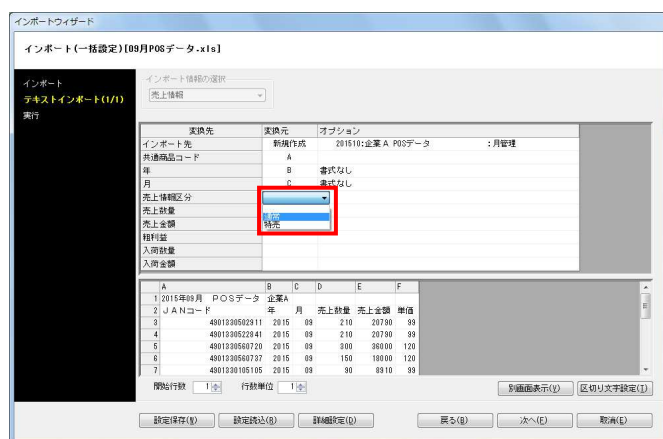 インポートウィザード
インポート(一括設定)[09月POSデータ.xls]
インポート
テキストインポート(1/1)
実行
インポート情報の選択
売上情報
変換先 変換元 オプション
インポート先 新規作成 201510:企業A POSデータ :月管理
共通商品コード A
年 B 書式なし
月 C 書式なし
売上情報区分
通常
特売
売上数量
売上金額
粗利益
入荷数量
入荷金額
A B C D E F
1 2015年09月 POSデータ 企業A
2 JANコード 年 月 売上数量 売上金額 単価
3 4901330502911 2015 09 210 20790 99
4 4901330522841 2015 09 210 20790 99
5 4901330560720 2015 09 300 36000 120
6 4901330560737 2015 09 150 18000 120
7 4901330105105 2015 09 90 8910 99
開始行数 1 行数単位 1 別画面表示(V) 区切り文字設定(I)
設定保存(W) 設定読込(R) 詳細設定(D) 戻る(B) 次へ(F) 取消(E)